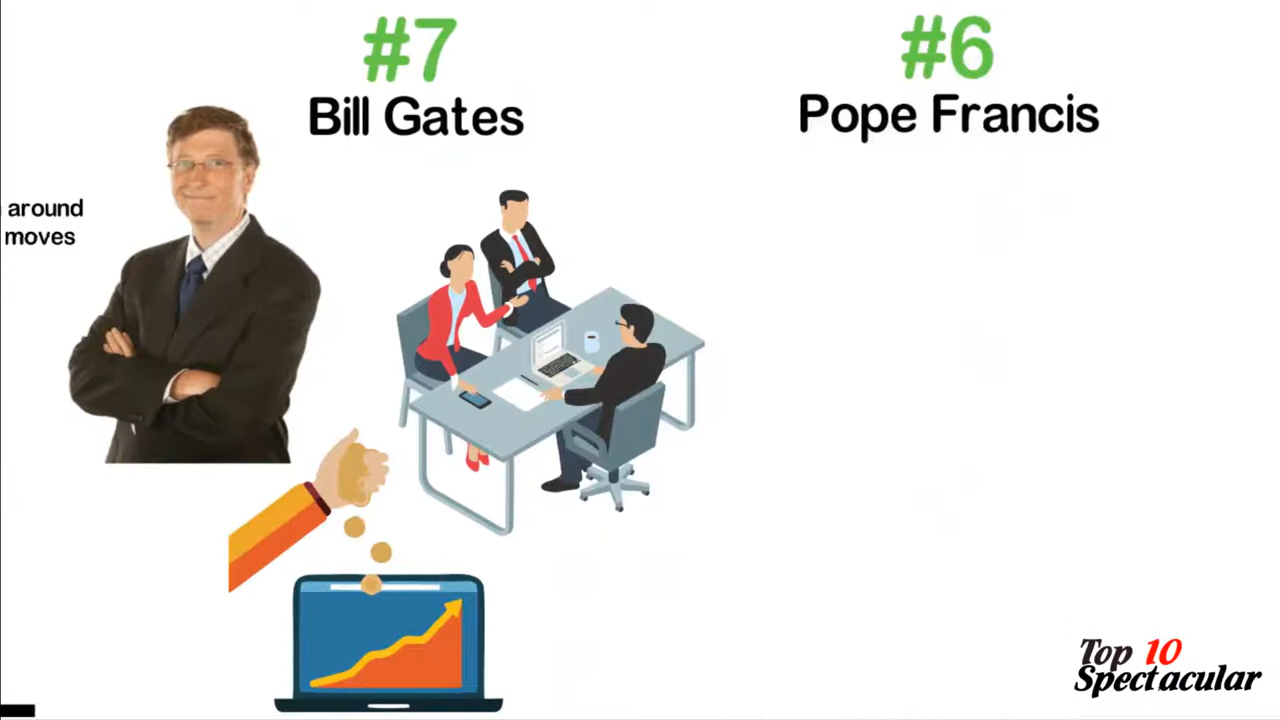 #7
Bill Gates
#6
Pope Francis
around
moves
Top 10
Spectacular